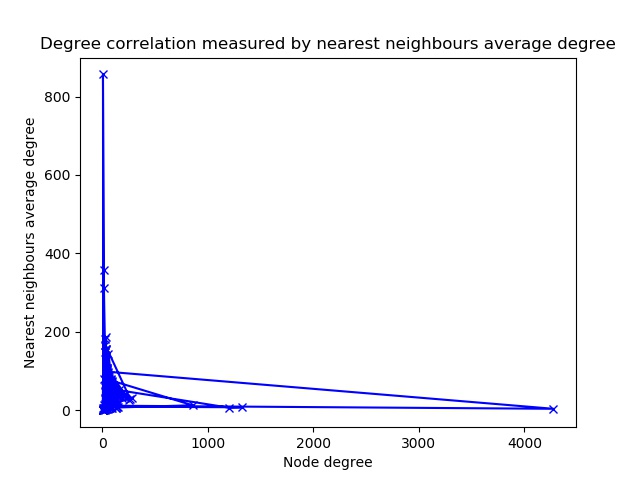 Degree correlation measured by nearest neighbours average degree
Nearest neighbours average degree
800
600
400
200
0
0 1000 2000 3000 4000
Node degree